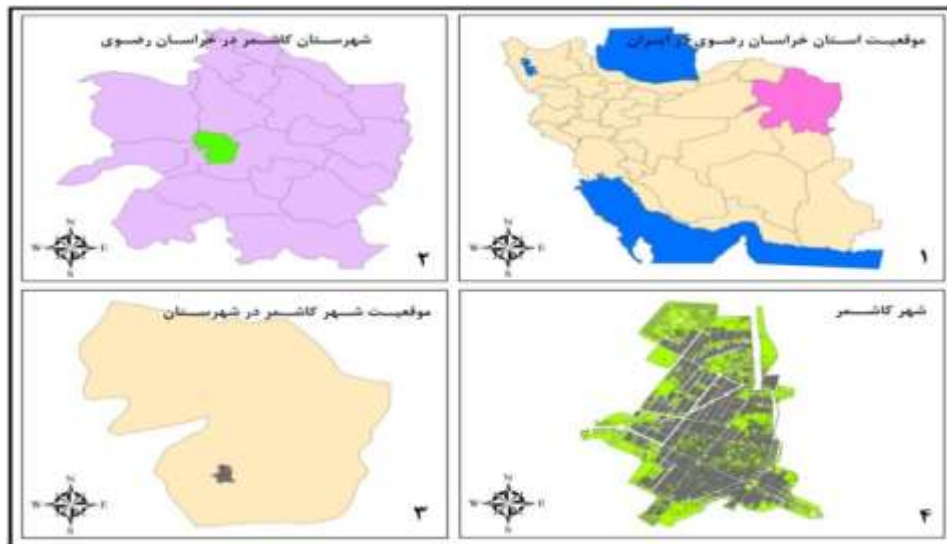 موقعیت استان خراسان رضوی در ایران
N
W E
S
۱
شهرستان کاشمر در خراسان رضوی
N
W E
S
۲
موقعیت شهر کاشمر در شهرستان
N
W E
S
۳
شهر کاشمر
N
W E
S
۴